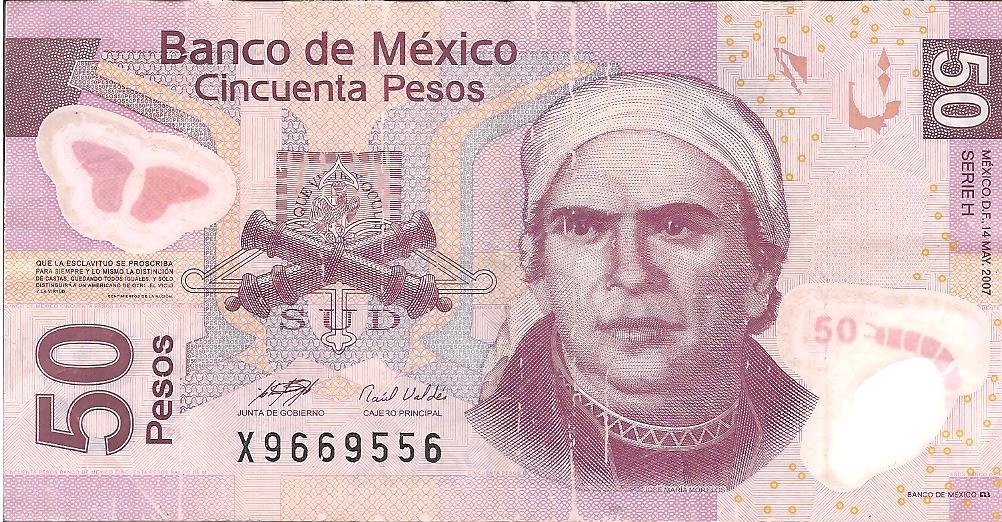 Banco de México
Cincuenta Pesos
50
MÉXICO, D.F. 14 MAY. 2007
SERIE H
QUE LA ESCLAVITUD SE PROSCRIBA
PARA SIEMPRE Y LO MISMO LA DISTINCIÓN
DE CASTAS, QUEDANDO TODOS IGUALES, Y SÓLO
DISTINGUIRÁ A UN AMERICANO DE OTRO, EL VICIO
Y LA VIRTUD.
SENTIMIENTOS DE LA NACIÓN
S U D
50
50
Pesos
Raúl Valdés
JUNTA DE GOBIERNO CAJERO PRINCIPAL
X9669556
JOSÉ MARÍA MORELOS
BANCO DE MÉXICO